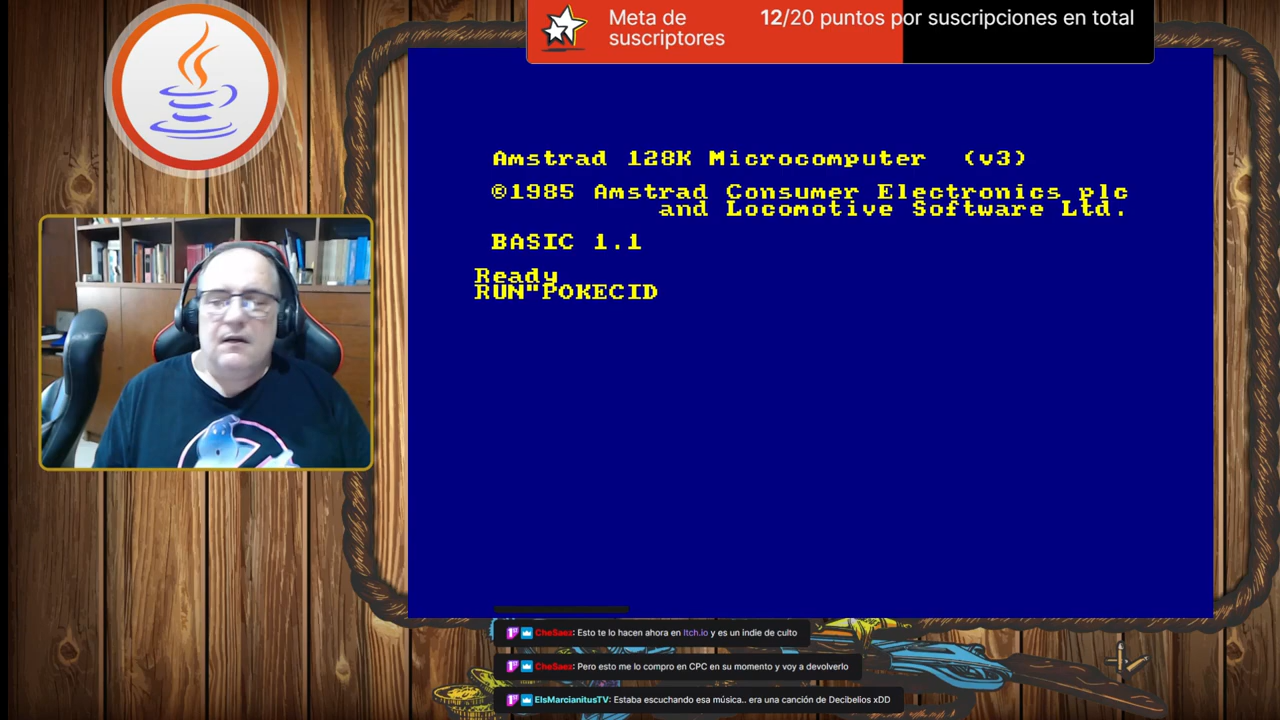 Meta de suscriptores
12/20 puntos por suscripciones en total
Amstrad 128K Microcomputer (v3)
©1985 Amstrad Consumer Electronics plc
and Locomotive Software Ltd.
BASIC 1.1
Ready
RUN"POKECID
CheSaez: Esto te lo hacen ahora en Itch.io y es un indie de culto
CheSaez: Pero esto me lo compro en CPC en su momento y voy a devolverlo
ElsMarcianitusTV: Estaba escuchando esa música.. era una canción de Decibelios xDD